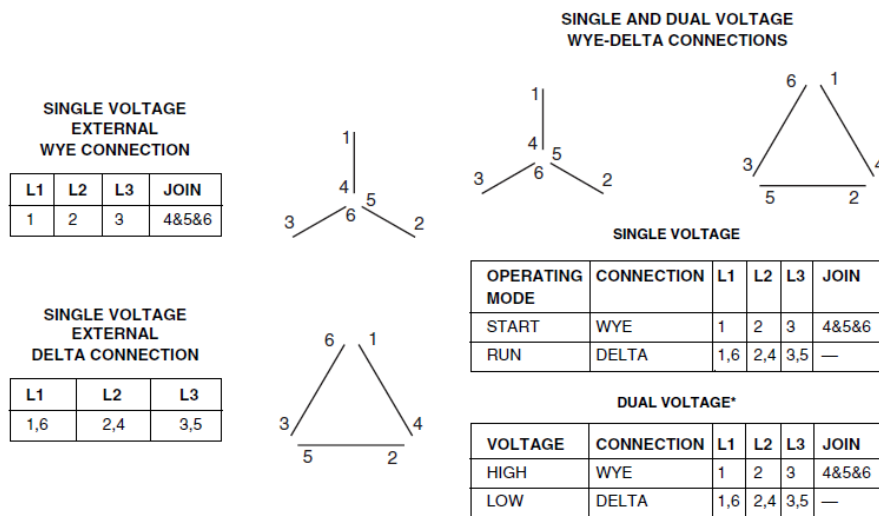 SINGLE VOLTAGE
EXTERNAL
WYE CONNECTION
L1 L2 L3 JOIN
1 2 3 4&5&6
1
4
5
6
3
2
SINGLE VOLTAGE
EXTERNAL
DELTA CONNECTION
L1 L2 L3
1,6 2,4 3,5
6 1
3 4
5 2
SINGLE AND DUAL VOLTAGE
WYE-DELTA CONNECTIONS
1
4
5
6
3
2
6 1
3 4
5 2
SINGLE VOLTAGE
OPERATING MODE CONNECTION L1 L2 L3 JOIN
START WYE 1 2 3 4&5&6
RUN DELTA 1,6 2,4 3,5 —
DUAL VOLTAGE*
VOLTAGE CONNECTION L1 L2 L3 JOIN
HIGH WYE 1 2 3 4&5&6
LOW DELTA 1,6 2,4 3,5 —